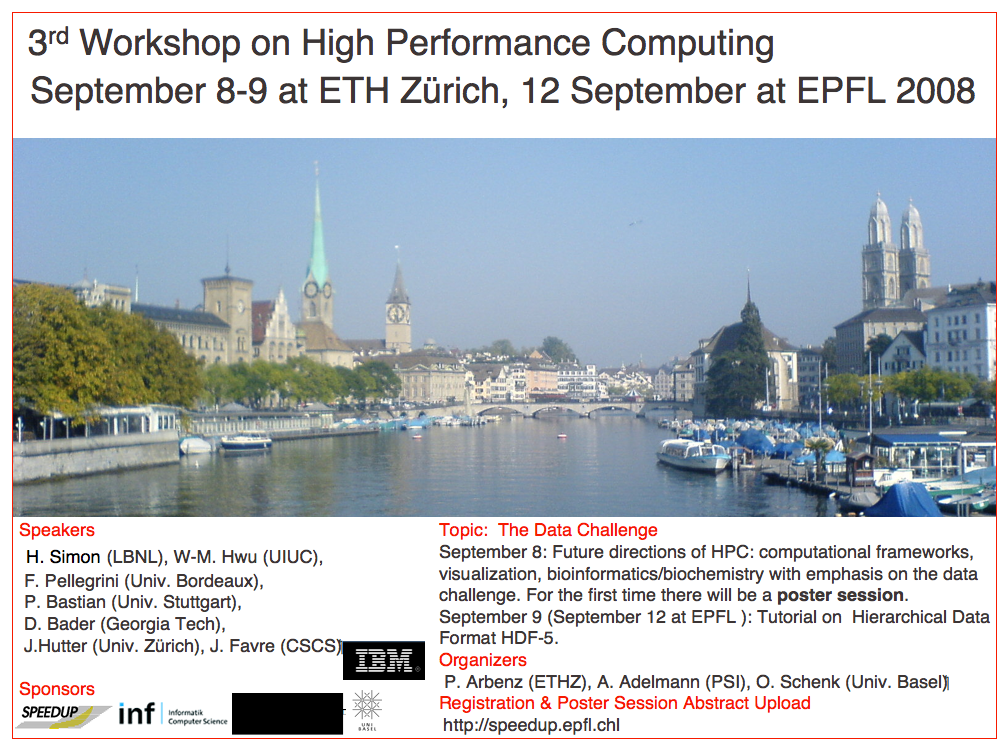 3rd Workshop on High Performance Computing
September 8-9 at ETH Zürich, 12 September at EPFL 2008
Speakers
H. Simon (LBNL), W-M. Hwu (UIUC),
F. Pellegrini (Univ. Bordeaux),
P. Bastian (Univ. Stuttgart),
D. Bader (Georgia Tech),
J.Hutter (Univ. Zürich), J. Favre (CSCS)
IBM®
Sponsors
SPEEDUP
inf
Informatik
Computer Science
UNI
BASEL
Topic: The Data Challenge
September 8: Future directions of HPC: computational frameworks,
visualization, bioinformatics/biochemistry with emphasis on the data
challenge. For the first time there will be a poster session.
September 9 (September 12 at EPFL ): Tutorial on Hierarchical Data
Format HDF-5.
Organizers
P. Arbenz (ETHZ), A. Adelmann (PSI), O. Schenk (Univ. Basel)
Registration & Poster Session Abstract Upload
http://speedup.epfl.chl